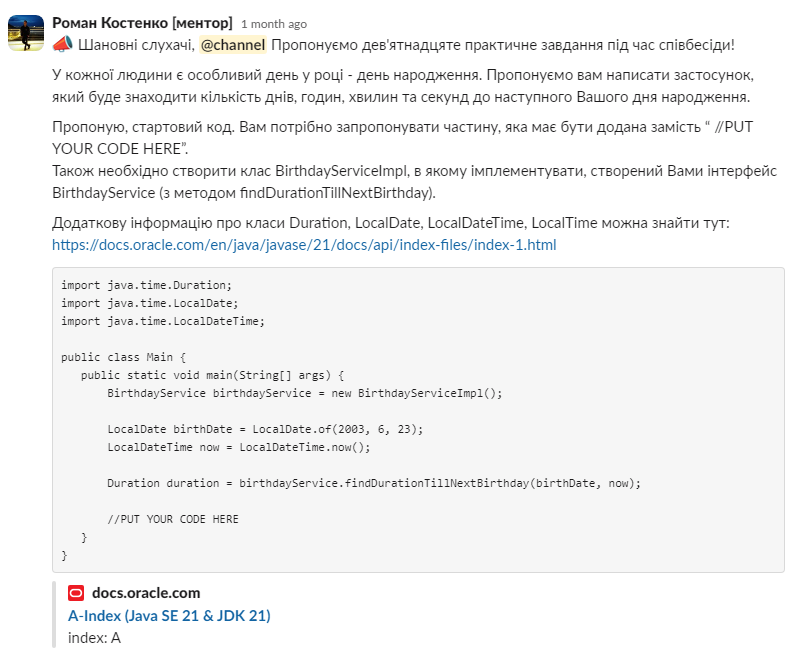 Роман Костенко [ментор] 1 month ago
📣 Шановні слухачі, @channel Пропонуємо дев'ятнадцяте практичне завдання під час співбесіди!
У кожної людини є особливий день у році - день народження. Пропонуємо вам написати застосунок,
який буде знаходити кількість днів, годин, хвилин та секунд до наступного Вашого дня народження.
Пропоную, стартовий код. Вам потрібно запропонувати частину, яка має бути додана замість “ //PUT
YOUR CODE HERE”.
Також необхідно створити клас BirthdayServiceImpl, в якому імплементувати, створений Вами інтерфейс
BirthdayService (з методом findDurationTillNextBirthday).
Додаткову інформацію про класи Duration, LocalDate, LocalDateTime, LocalTime можна знайти тут:
https://docs.oracle.com/en/java/javase/21/docs/api/index-files/index-1.html
import java.time.Duration;
import java.time.LocalDate;
import java.time.LocalDateTime;
public class Main {
public static void main(String[] args) {
BirthdayService birthdayService = new BirthdayServiceImpl();
LocalDate birthDate = LocalDate.of(2003, 6, 23);
LocalDateTime now = LocalDateTime.now();
Duration duration = birthdayService.findDurationTillNextBirthday(birthDate, now);
//PUT YOUR CODE HERE
}
}
docs.oracle.com
A-Index (Java SE 21 & JDK 21)
index: A